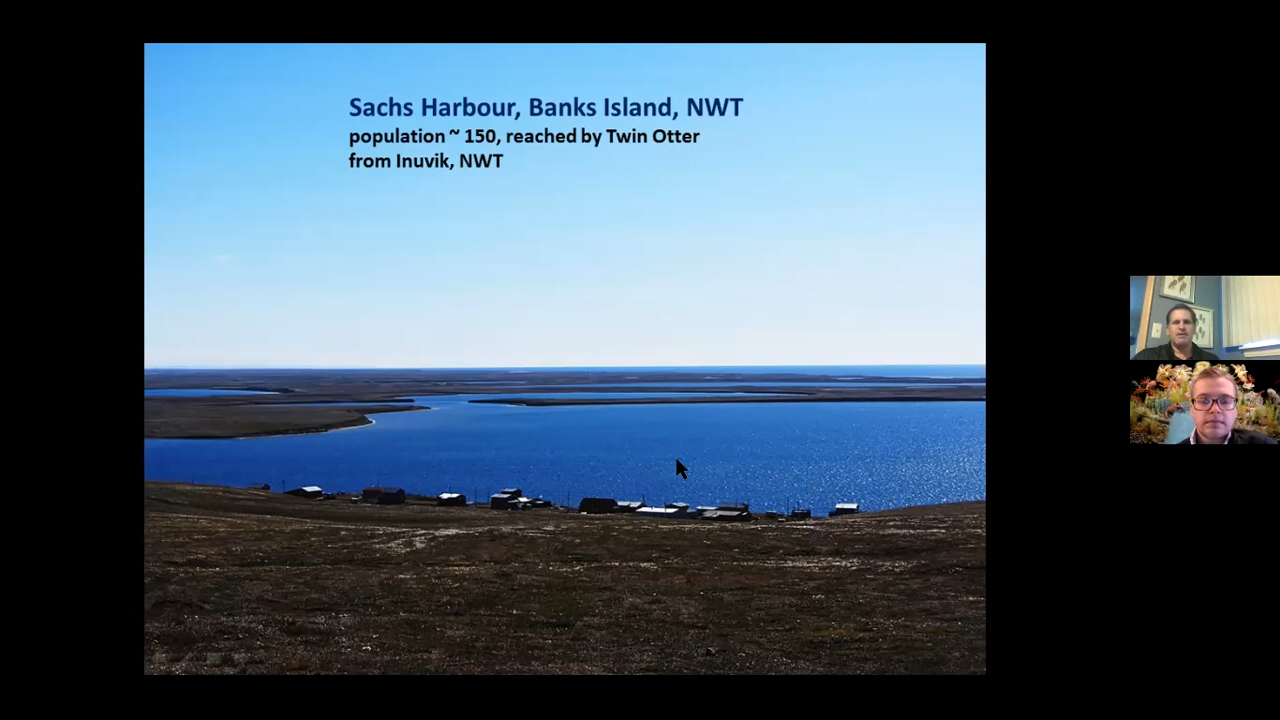 Sachs Harbour, Banks Island, NWT
population ~ 150, reached by Twin Otter
from Inuvik, NWT